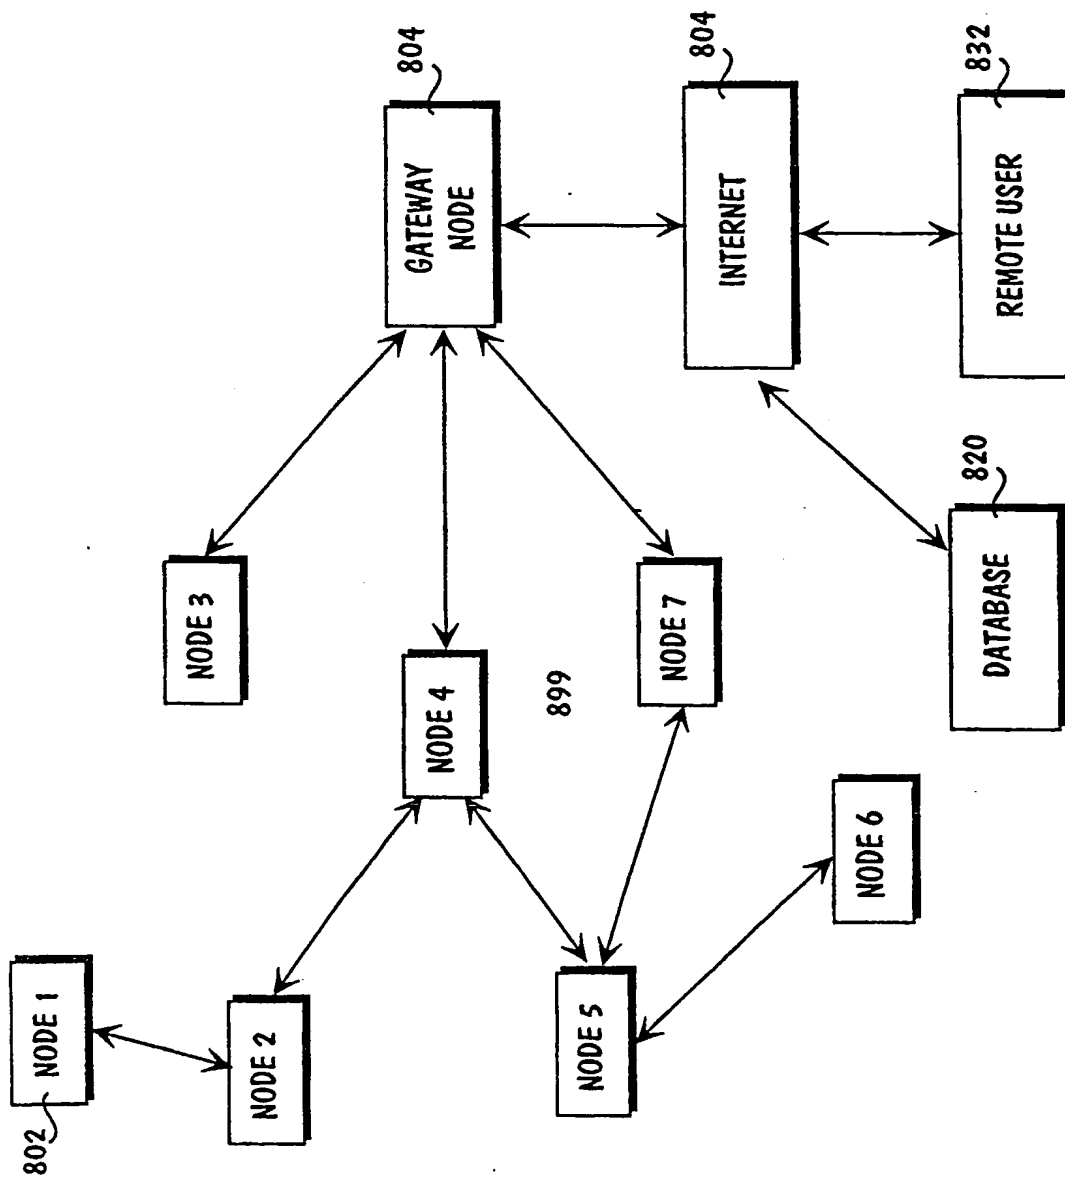 802
NODE 1
NODE 2
NODE 3
NODE 4
GATEWAY
NODE
804
899
NODE 5
NODE 7
INTERNET
804
NODE 6
DATABASE
820
REMOTE USER
832